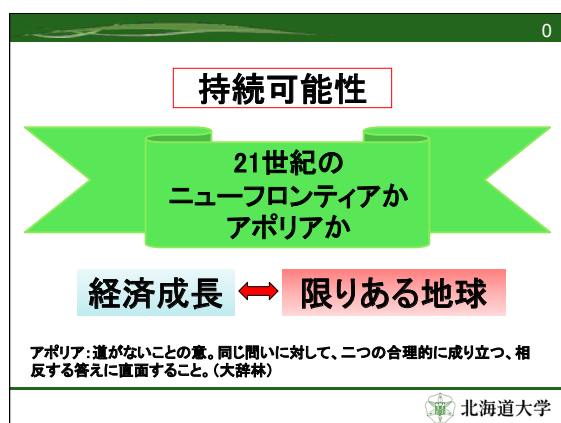 0
持続可能性
21世紀の
ニューフロンティアか
アポリアか
経済成長
限りある地球
アポリア：道がないことの意。同じ問いに対して、二つの合理的に成り立つ、相
反する答えに直面すること。（大辞林）
北海道大学